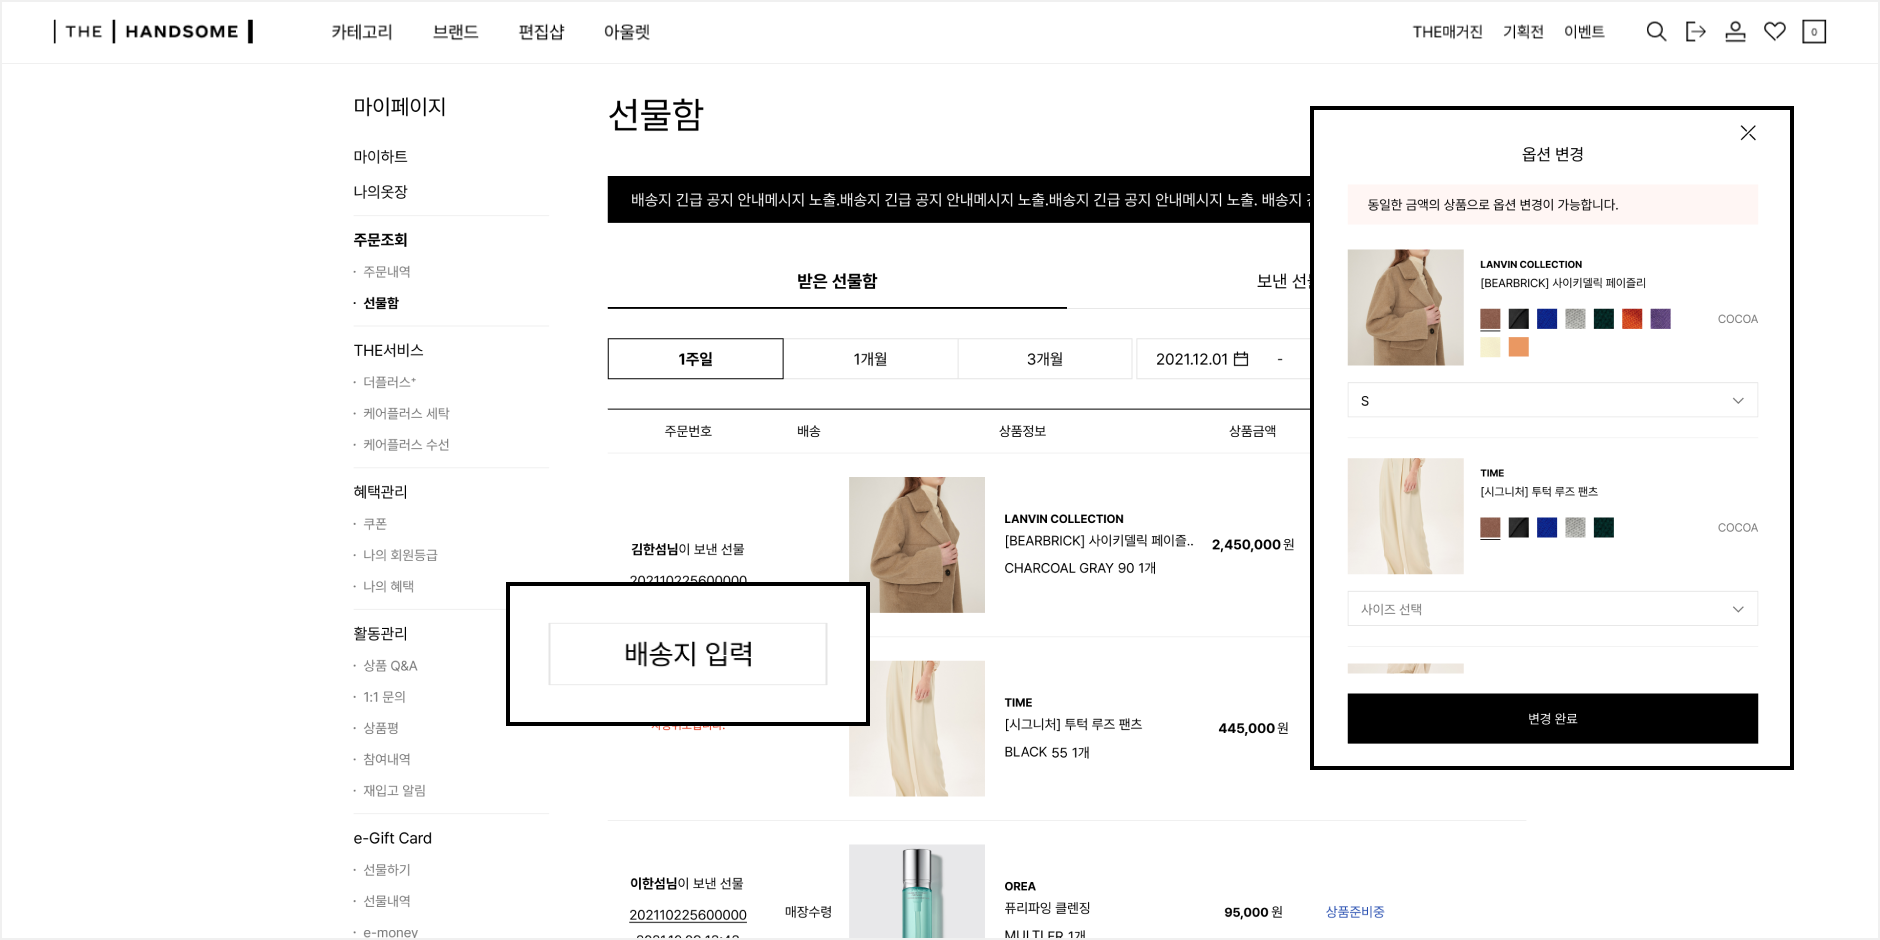 THE HANDSOME
카테고리 브랜드 편집샵 아울렛
THE매거진 기획전 이벤트
0
마이페이지
마이하트
나의옷장
주문조회
· 주문내역
· 선물함
THE서비스
· 더플러스+
· 케어플러스 세탁
· 케어플러스 수선
혜택관리
· 쿠폰
· 나의 회원등급
· 나의 혜택
활동관리
· 상품 Q&A
· 1:1 문의
· 상품평
· 참여내역
· 재입고 알림
e-Gift Card
· 선물하기
· 선물내역
· e-money
선물함
배송지 긴급 공지 안내메시지 노출.배송지 긴급 공지 안내메시지 노출.배송지 긴급 공지 안내메시지 노출. 배송지
받은 선물함 보낸
1주일 1개월 3개월 2021.12.01 -
주문번호 배송 상품정보 상품금액
김한섬님이 보낸 선물
202110225600000
LANVIN COLLECTION
[BEARBRICK] 사이키델릭 페이즐..
CHARCOAL GRAY 90 1개
2,450,000 원
배송지 입력
TIME
[시그니처] 투턱 루즈 팬츠
BLACK 55 1개
445,000 원
이한섬님이 보낸 선물
202110225600000
매장수령
OREA
퓨리파잉 클렌징
MULTLER 1개
95,000 원
상품준비중
옵션 변경
동일한 금액의 상품으로 옵션 변경이 가능합니다.
LANVIN COLLECTION
[BEARBRICK] 사이키델릭 페이즐리
COCOA
S
TIME
[시그니처] 투턱 루즈 팬츠
COCOA
사이즈 선택
변경 완료